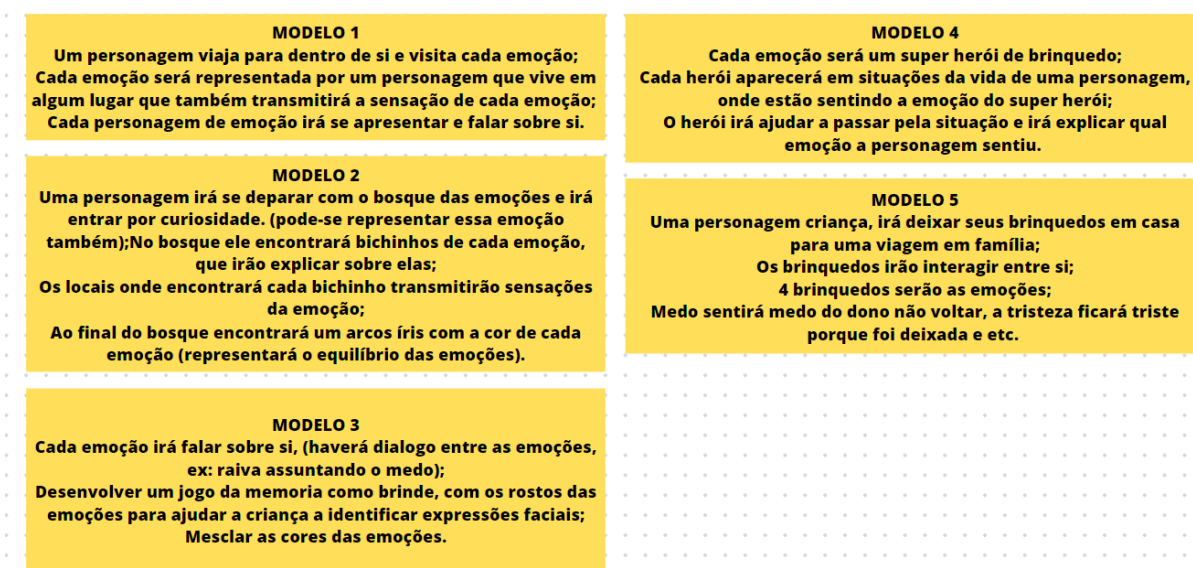 MODELO 1
Um personagem viaja para dentro de si e visita cada emoção;
Cada emoção será representada por um personagem que vive em
algum lugar que também transmitirá a sensação de cada emoção;
Cada personagem de emoção irá se apresentar e falar sobre si.
MODELO 2
Uma personagem irá se deparar com o bosque das emoções e irá
entrar por curiosidade. (pode-se representar essa emoção
também);No bosque ele encontrará bichinhos de cada emoção,
que irão explicar sobre elas;
Os locais onde encontrará cada bichinho transmitirão sensações
da emoção;
Ao final do bosque encontrará um arcos íris com a cor de cada
emoção (representará o equilíbrio das emoções).
MODELO 3
Cada emoção irá falar sobre si, (haverá dialogo entre as emoções,
ex: raiva assuntando o medo);
Desenvolver um jogo da memoria como brinde, com os rostos das
emoções para ajudar a criança a identificar expressões faciais;
Mesclar as cores das emoções.
MODELO 4
Cada emoção será um super herói de brinquedo;
Cada herói aparecerá em situações da vida de uma personagem,
onde estão sentindo a emoção do super herói;
O herói irá ajudar a passar pela situação e irá explicar qual
emoção a personagem sentiu.
MODELO 5
Uma personagem criança, irá deixar seus brinquedos em casa
para uma viagem em família;
Os brinquedos irão interagir entre si;
4 brinquedos serão as emoções;
Medo sentirá medo do dono não voltar, a tristeza ficará triste
porque foi deixada e etc.